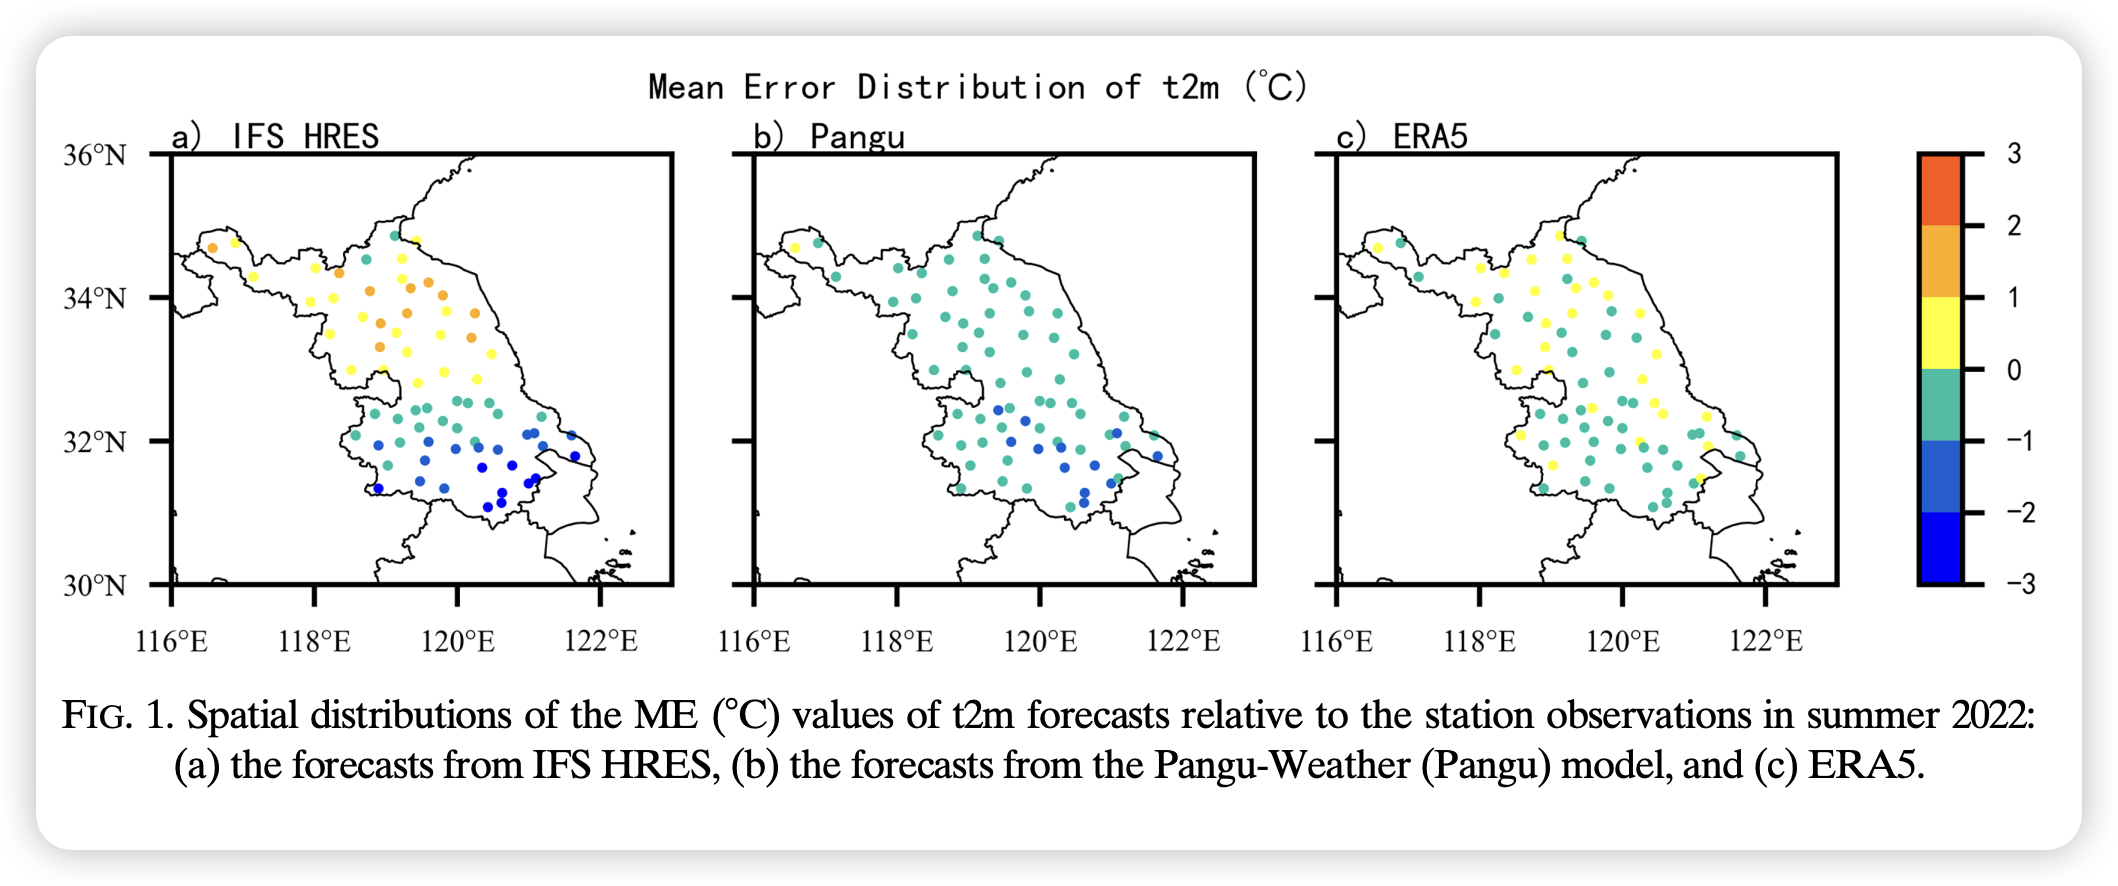 Mean Error Distribution of t2m (℃)
a) IFS HRES
b) Pangu
c) ERA5
36°N
34°N
32°N
30°N
116°E 118°E 120°E 122°E
116°E 118°E 120°E 122°E
116°E 118°E 120°E 122°E
3
2
1
0
−1
−2
−3
FIG. 1. Spatial distributions of the ME (°C) values of t2m forecasts relative to the station observations in summer 2022:
(a) the forecasts from IFS HRES, (b) the forecasts from the Pangu-Weather (Pangu) model, and (c) ERA5.